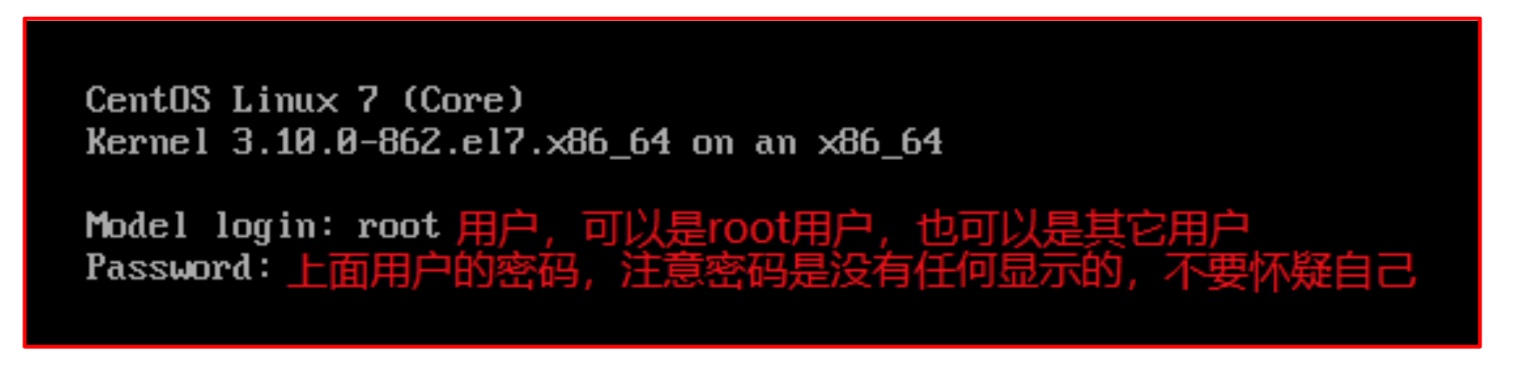 CentOS Linux 7 (Core)
Kernel 3.10.0-862.el7.x86_64 on an x86_64
Model login: root 用户，可以是root用户，也可以是其它用户
Password: 上面用户的密码，注意密码是没有任何显示的，不要怀疑自己